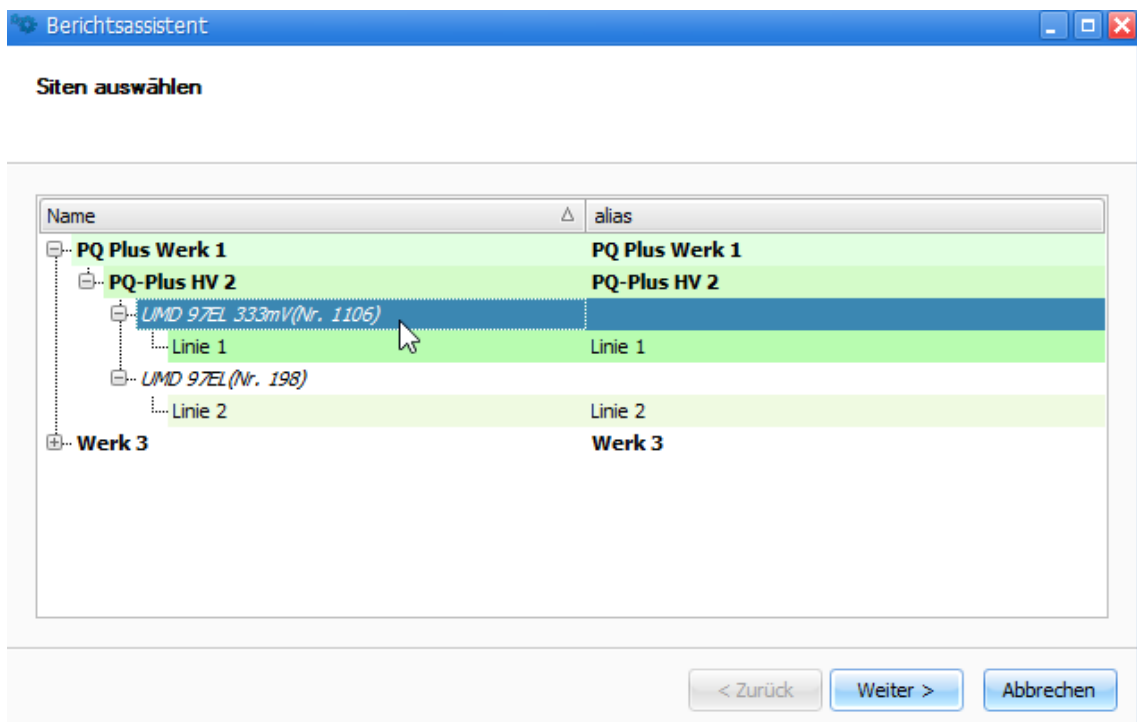 Berichtsassistent
Siten auswählen
Name alias
PQ Plus Werk 1 PQ Plus Werk 1
PQ-Plus HV 2 PQ-Plus HV 2
UMD 97EL 333mV(Nr. 1106)
Linie 1 Linie 1
UMD 97EL(Nr. 198)
Linie 2 Linie 2
Werk 3 Werk 3
< Zurück Weiter > Abbrechen